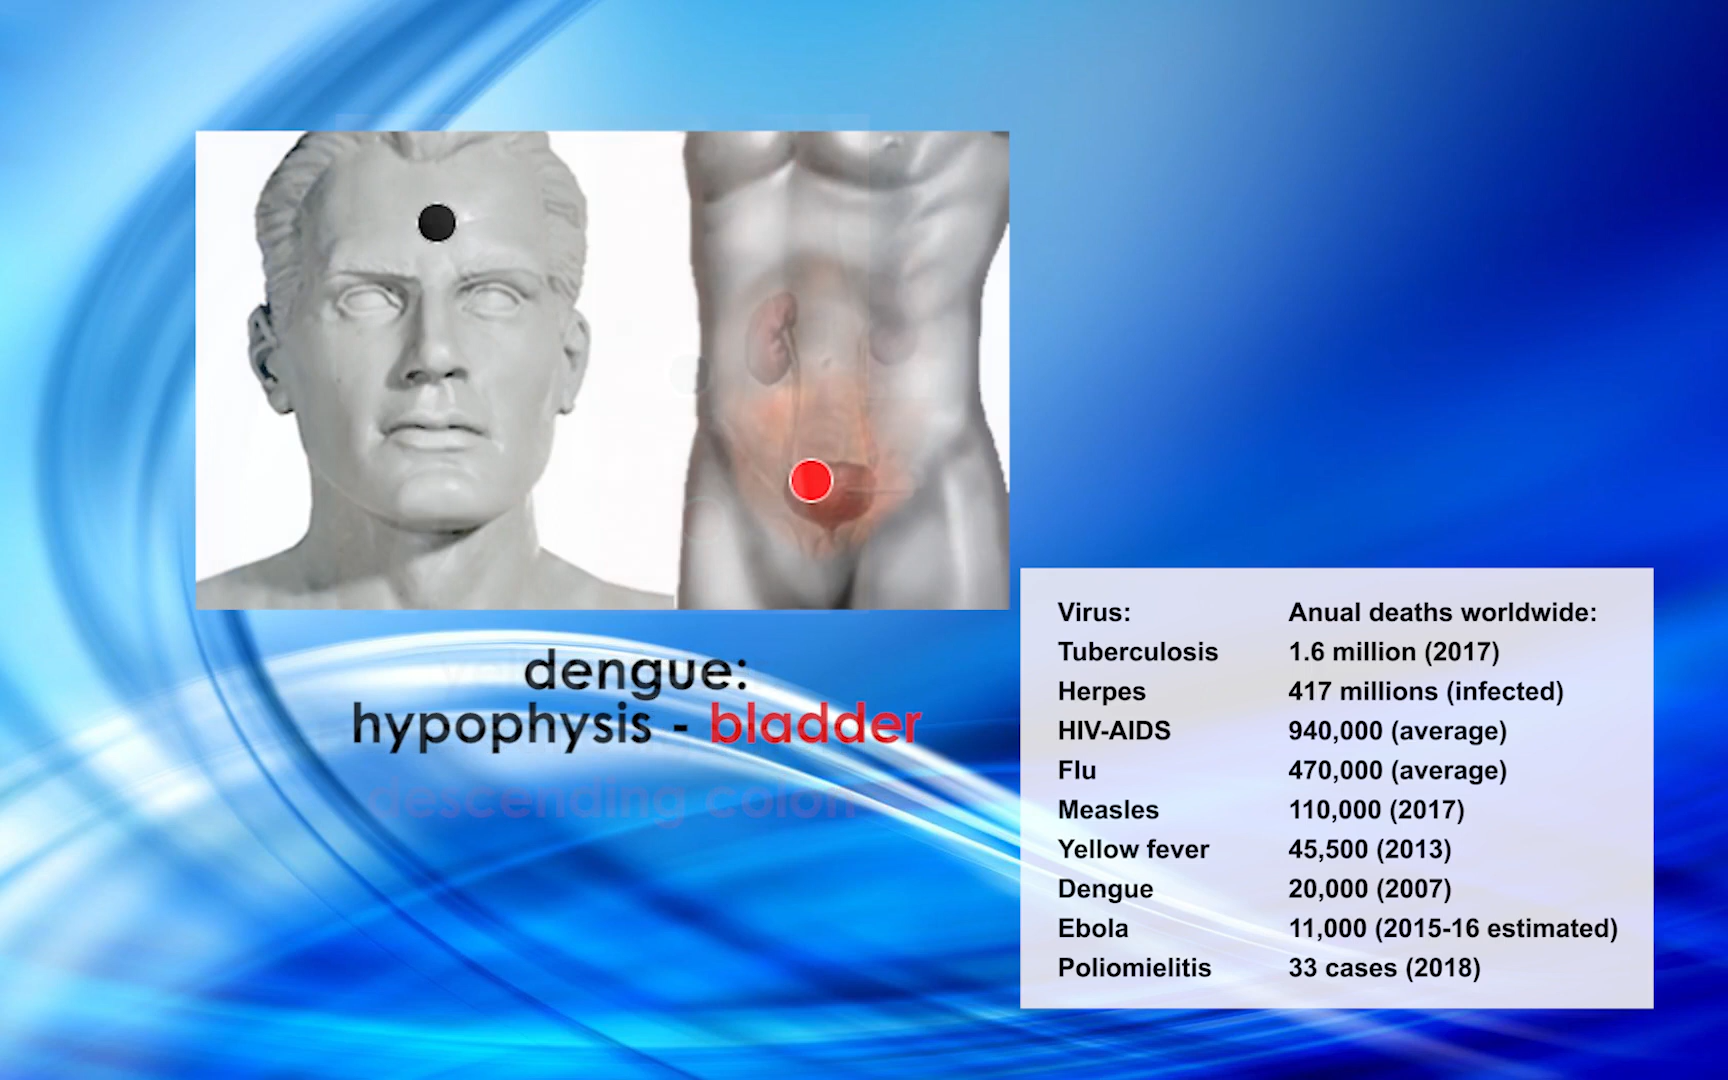 dengue:
hypophysis - bladder
descending colon
Virus: Anual deaths worldwide:
Tuberculosis 1.6 million (2017)
Herpes 417 millions (infected)
HIV-AIDS 940,000 (average)
Flu 470,000 (average)
Measles 110,000 (2017)
Yellow fever 45,500 (2013)
Dengue 20,000 (2007)
Ebola 11,000 (2015-16 estimated)
Poliomielitis 33 cases (2018)